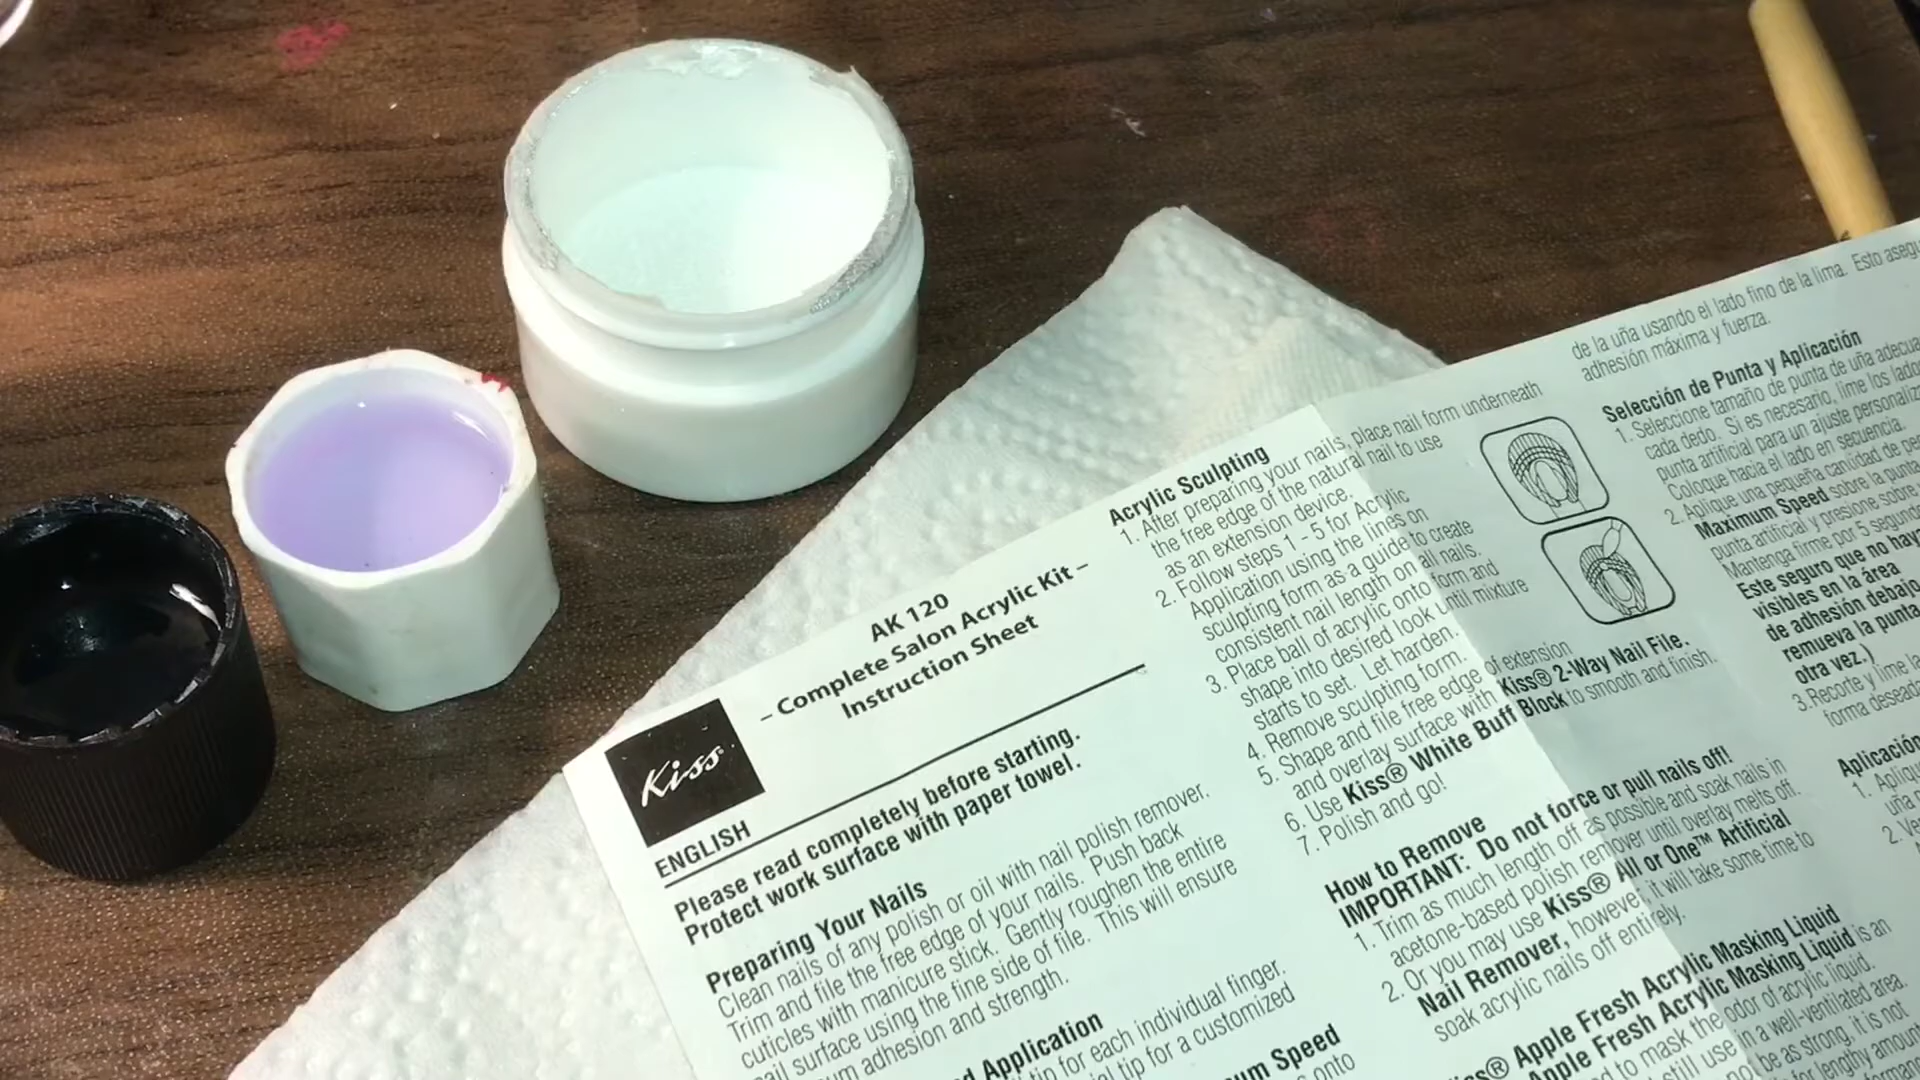 AK 120
– Complete Salon Acrylic Kit –
Instruction Sheet
Kiss®
ENGLISH
Please read completely before starting.
Protect work surface with paper towel.
Preparing Your Nails
Clean nails of any polish or oil with nail polish remover.
Trim and file the free edge of your nails. Push back
cuticles with manicure stick. Gently roughen the entire
nail surface using the fine side of file. This will ensure
adhesion and strength.
Application
tip for each individual finger.
tip for a customized
Speed
onto
Acrylic Sculpting
1. After preparing your nails, place nail form underneath
the free edge of the natural nail to use
as an extension device.
2. Follow steps 1 - 5 for Acrylic
Application using the lines on
sculpting form as a guide to create
consistent nail length on all nails.
3. Place ball of acrylic onto form and
shape into desired look until mixture
starts to set. Let harden.
4. Remove sculpting form.
5. Shape and file free edge of extension
and overlay surface with Kiss® 2-Way Nail File.
6. Use Kiss® White Buff Block to smooth and finish.
7. Polish and go!
How to Remove
IMPORTANT: Do not force or pull nails off!
1. Trim as much length off as possible and soak nails in
acetone-based polish remover until overlay melts off.
2. Or you may use Kiss® All or One™ Artificial
Nail Remover, however, it will take some time to
soak acrylic nails off entirely.
Kiss® Apple Fresh Acrylic Masking Liquid
Apple Fresh Acrylic Masking Liquid is an
to mask the odor of acrylic liquid.
still use in a well-ventilated area.
be as strong, it is not
for lengthy
de la uña usando el lado fino de la lima. Esto
adhesión máxima y fuerza.
Selección de Punta y Aplicación
1. Seleccione tamaño de punta de uña
cada dedo. Si es necesario, lime los
punta artificial para un ajuste
Coloque hacia el lado en secuencia.
2. Aplique una pequeña cantidad de
Maximum Speed sobre la punta
punta artificial y presione sobre
Mantenga firme por 5
Este seguro que no
visibles en la área
de adhesión debajo
remueva la punta
otra vez.)
3. Recorte y lime
forma
1.
uña
2.